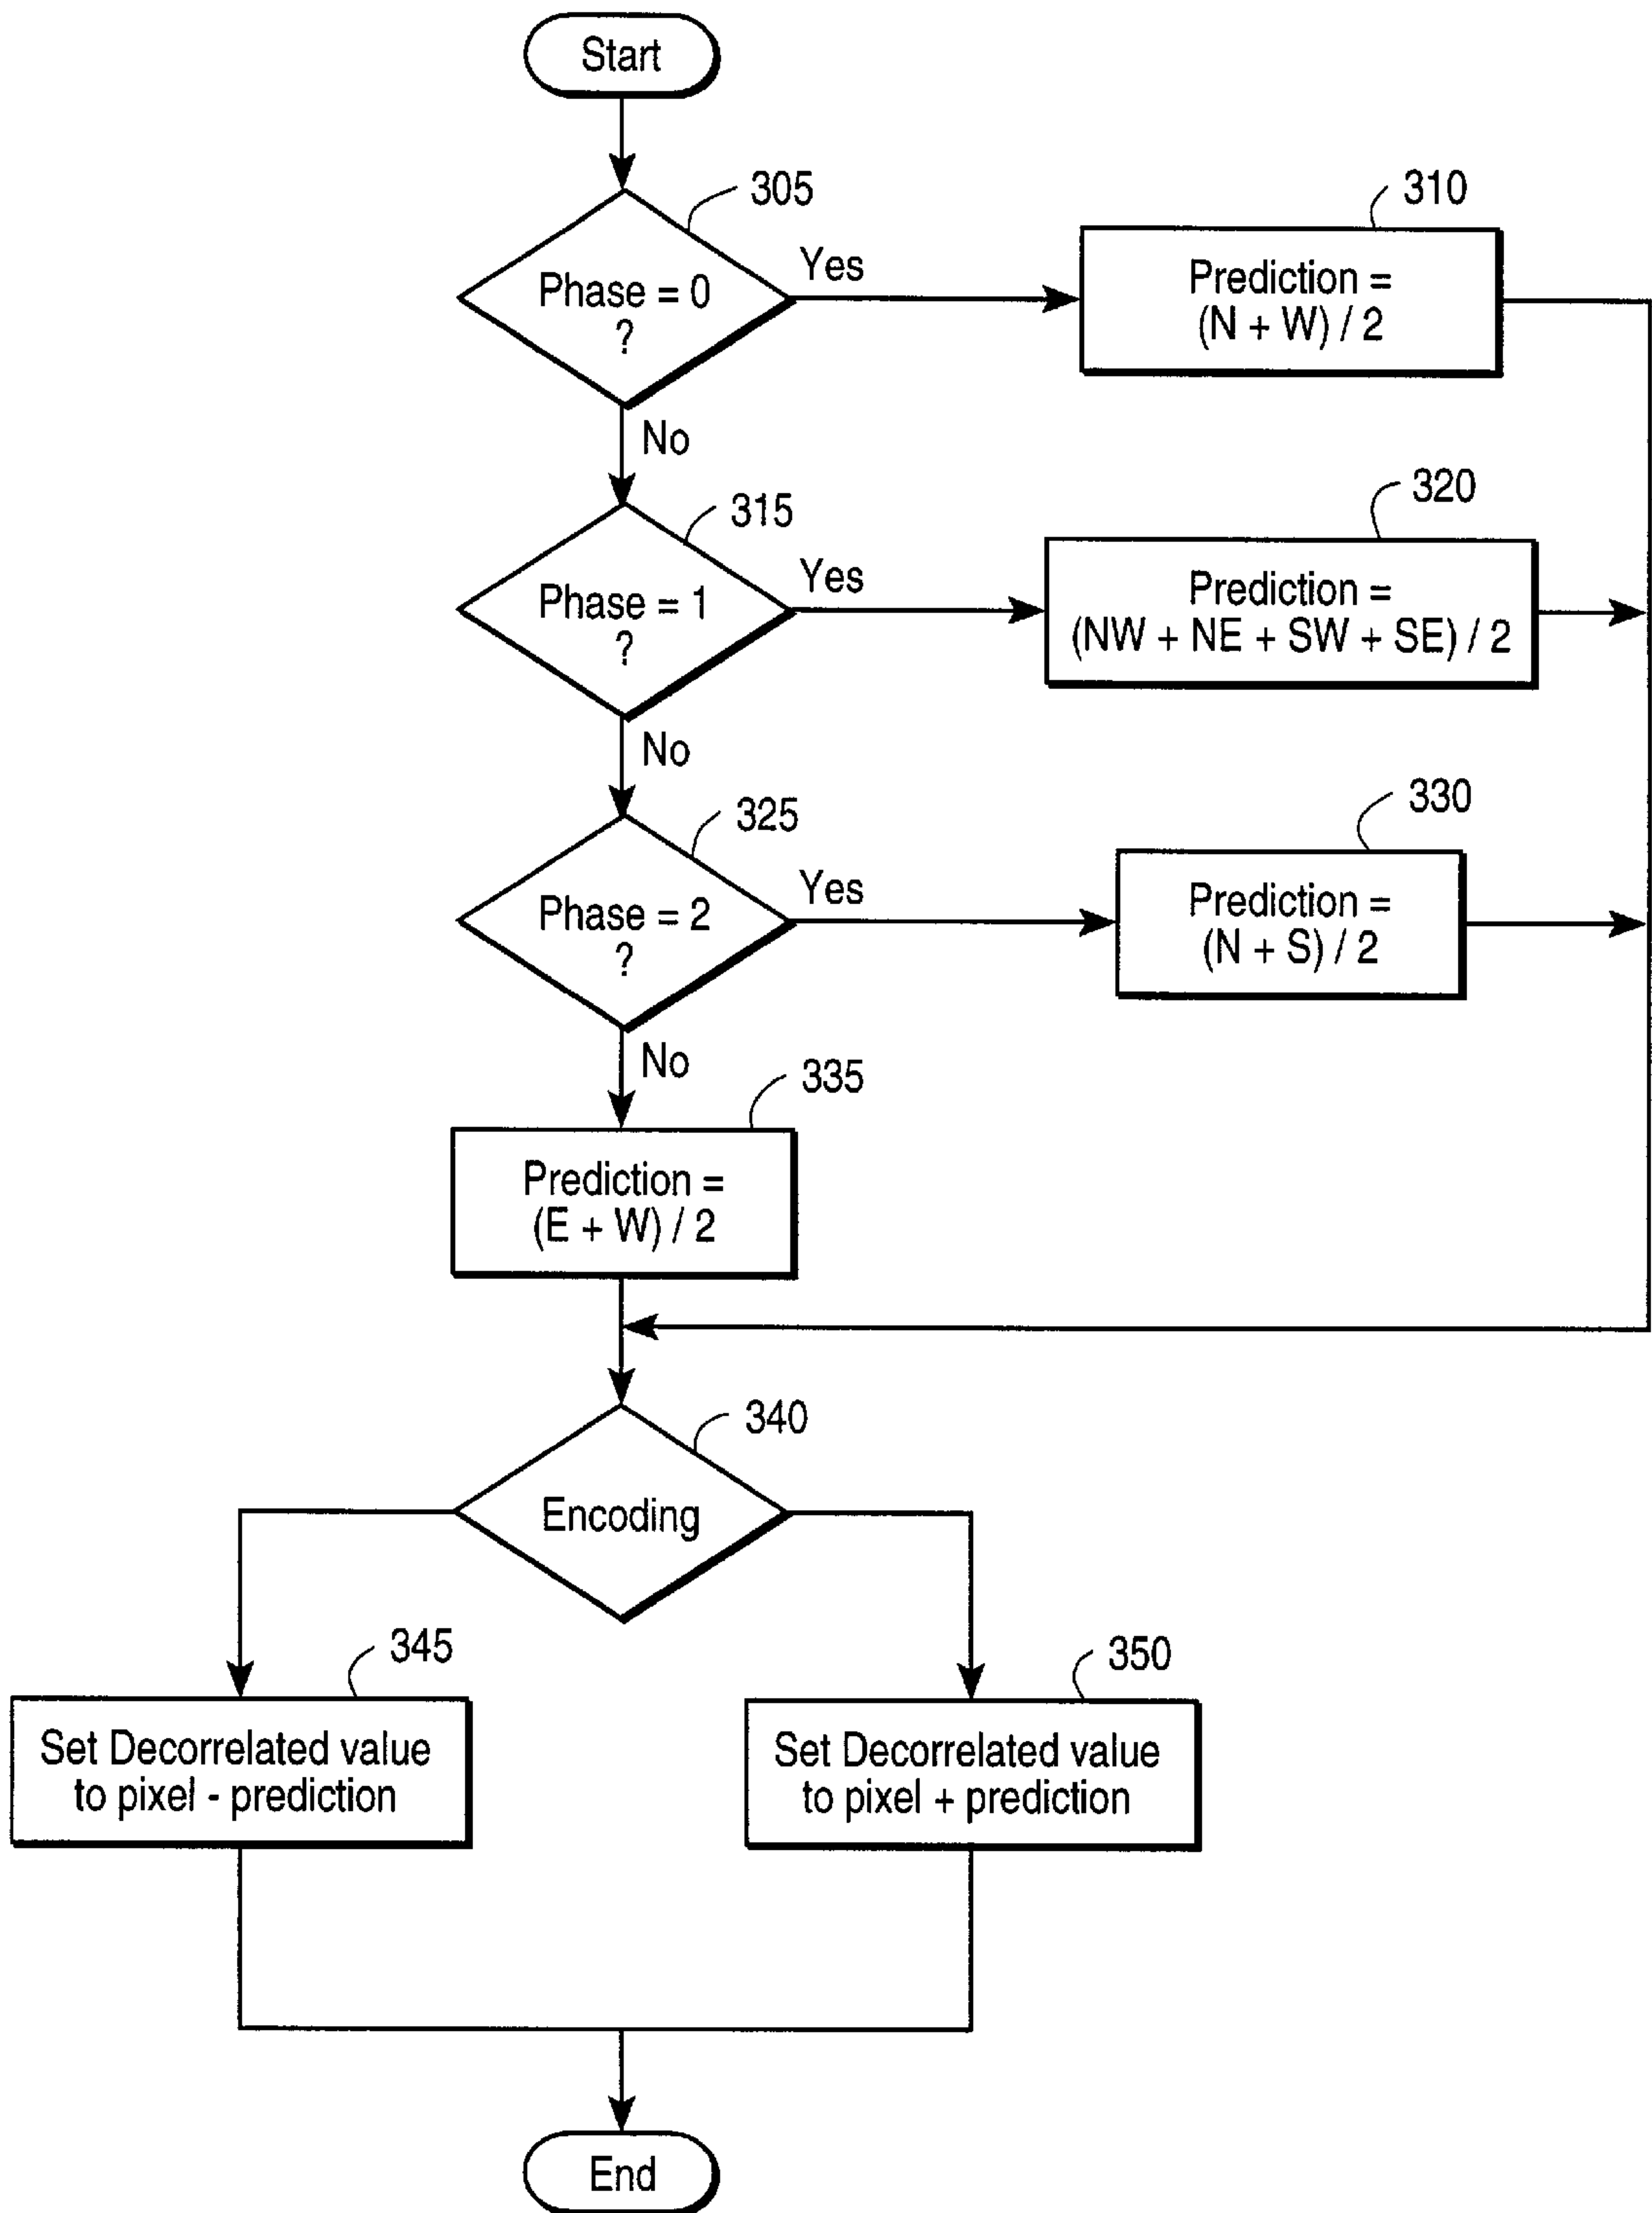 Start
305
Phase = 0
?
Yes
310
Prediction =
(N + W) / 2
No
315
Phase = 1
?
Yes
320
Prediction =
(NW + NE + SW + SE) / 2
No
325
Phase = 2
?
Yes
330
Prediction =
(N + S) / 2
No
335
Prediction =
(E + W) / 2
340
Encoding
345
Set Decorrelated value
to pixel - prediction
350
Set Decorrelated value
to pixel + prediction
End